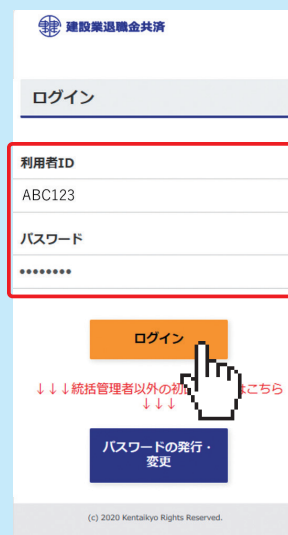 建設業退職金共済
ログイン
利用者ID
ABC123
パスワード
••••••••
ログイン
↓↓↓統括管理者以外の初 はこちら
↓↓↓
パスワードの発行・
変更
(c) 2020 Kentaikyo Rights Reserved.